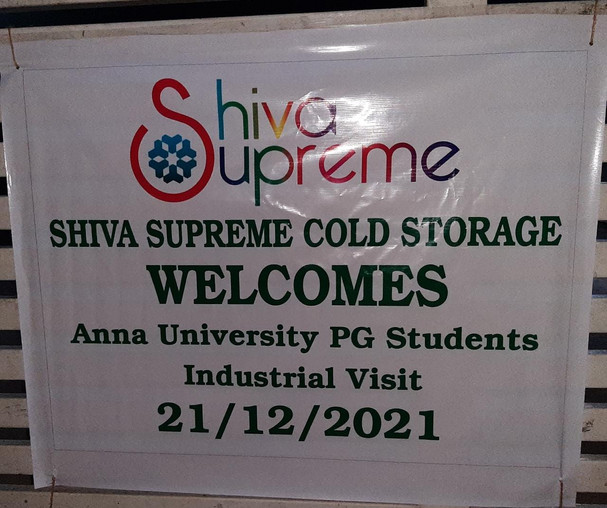 Shiva
Supreme
SHIVA SUPREME COLD STORAGE
WELCOMES
Anna University PG Students
Industrial Visit
21/12/2021